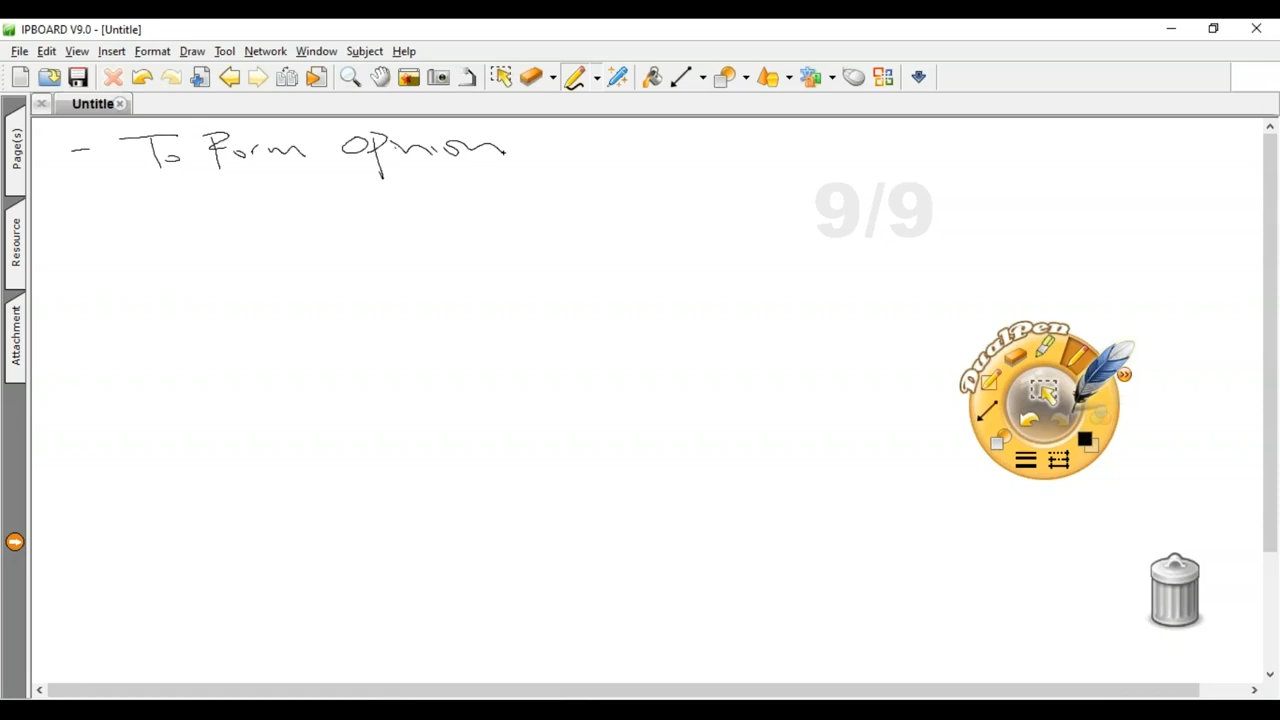 IPBOARD V9.0 - [Untitle]
File Edit View Insert Format Draw Tool Network Window Subject Help
Untitle
Page(s)
Resource
Attachment
- To Form Opinion
9/9
DualPen